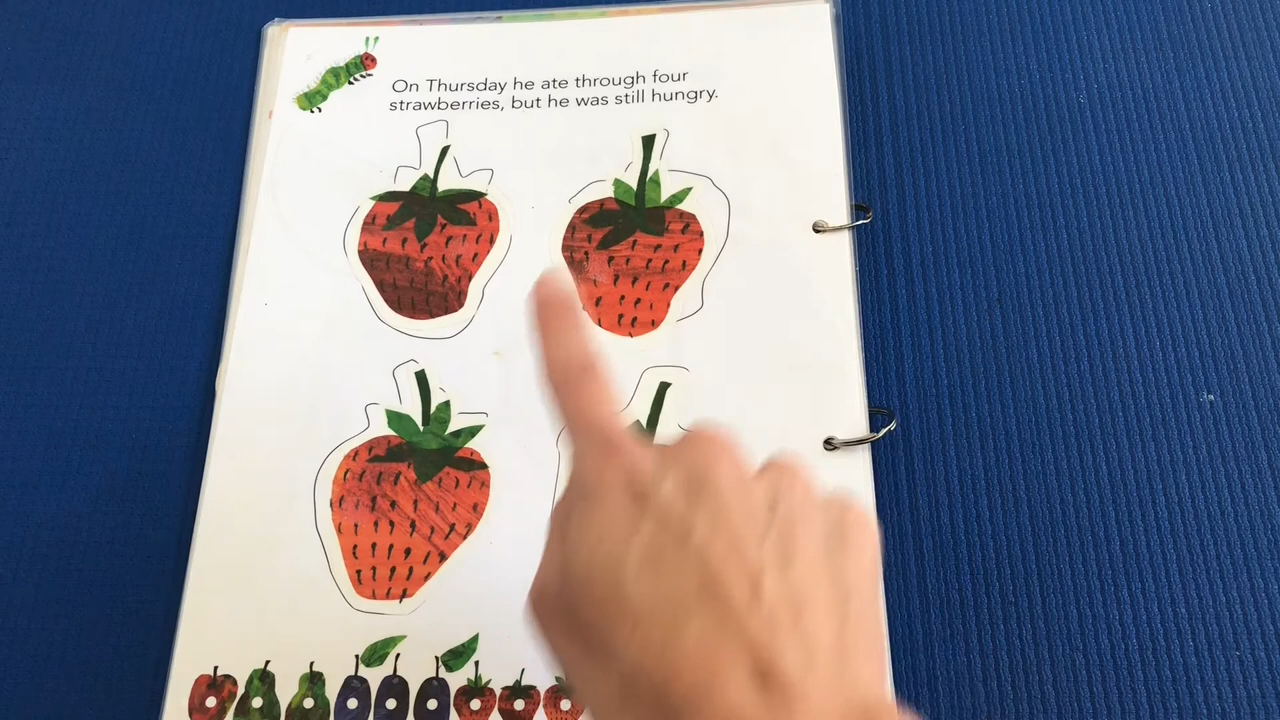 On Thursday he ate through four
strawberries, but he was still hungry.